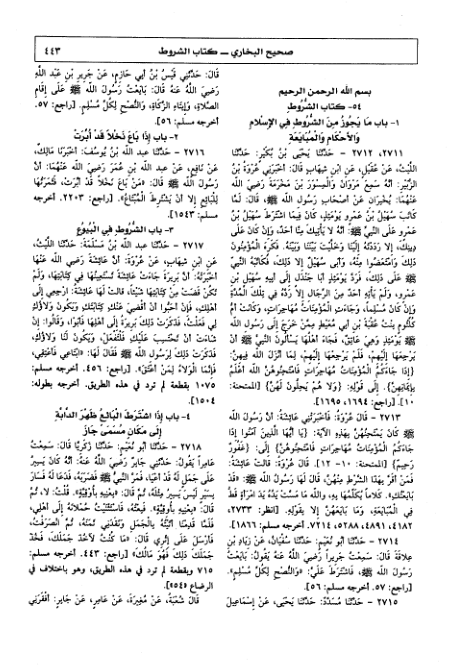 صحيح البخاري ــ كتاب الشروط
٤٤٣
بسم الله الرحمن الرحيم
٥٤- كتاب الشُّرُوط
١- باب مَا يَجُوزُ مِنَ الشُّرُوطِ فِي الإِسْلَامِ
وَالأَحْكَامِ وَالْمُبَايَعَةِ
٢٧١١، ٢٧١٢ - حَدَّثَنَا يَحْيَى بْنُ بُكَيْرٍ: حَدَّثَنَا
اللَّيْثُ، عَنْ عُقَيْلٍ، عَنِ ابْنِ شِهَابٍ قَالَ: أَخْبَرَنِي عُرْوَةُ بْنُ
الزُّبَيْرِ: أَنَّهُ سَمِعَ مَرْوَانَ وَالْمِسْوَرَ بْنَ مَخْرَمَةَ رَضِيَ اللهُ
عَنْهُمَا: يُخْبِرَانِ عَنْ أَصْحَابِ رَسُولِ اللهِ ﷺ، قَالَ: لَمَّا
كَاتَبَ سُهَيْلُ بْنُ عَمْرٍو يَوْمَئِذٍ، كَانَ فِيمَا اشْتَرَطَ سُهَيْلُ بْنُ
عَمْرٍو عَلَى النَّبِيِّ ﷺ: أَنَّهُ لَا يَأْتِيكَ مِنَّا أَحَدٌ، وَإِنْ كَانَ عَلَى
دِينِكَ، إِلَّا رَدَدْتَهُ إِلَيْنَا وَخَلَّيْتَ بَيْنَنَا وَبَيْنَهُ. فَكَرِهَ الْمُؤْمِنُونَ
ذٰلِكَ وَامْتَعَضُوا مِنْهُ، وَأَبَى سُهَيْلٌ إِلَّا ذٰلِكَ، فَكَاتَبَهُ النَّبِيُّ
ﷺ عَلَى ذٰلِكَ، فَرَدَّ يَوْمَئِذٍ أَبَا جَنْدَلٍ إِلَى أَبِيهِ سُهَيْلِ بْنِ
عَمْرٍو، وَلَمْ يَأْتِهِ أَحَدٌ مِنَ الرِّجَالِ إِلَّا رَدَّهُ فِي تِلْكَ الْمُدَّةِ
وَإِنْ كَانَ مُسْلِمًا، وَجَاءَتِ الْمُؤْمِنَاتُ مُهَاجِرَاتٍ، وَكَانَتْ أُمُّ
كُلْثُومٍ بِنْتُ عُقْبَةَ بْنِ أَبِي مُعَيْطٍ مِمَّنْ خَرَجَ إِلَى رَسُولِ اللهِ
ﷺ يَوْمَئِذٍ وَهِيَ عَاتِقٌ، فَجَاءَ أَهْلُهَا يَسْأَلُونَ النَّبِيَّ ﷺ أَنْ
يَرْجِعَهَا إِلَيْهِمْ، فَلَمْ يَرْجِعْهَا إِلَيْهِمْ، لِمَا أَنْزَلَ اللهُ فِيهِنَّ:
﴿إِذَا جَاءَكُمُ الْمُؤْمِنَاتُ مُهَاجِرَاتٍ فَامْتَحِنُوهُنَّ اللهُ أَعْلَمُ
بِإِيمَانِهِنَّ﴾. إِلَى قَوْلِهِ: ﴿وَلَا هُمْ يَحِلُّونَ لَهُنَّ﴾ [الممتحنة:
١٠]. [راجع: ١٦٩٤، ١٦٩٥].
٢٧١٣ - قَالَ عُرْوَةُ: فَأَخْبَرَتْنِي عَائِشَةُ: أَنَّ رَسُولَ اللهِ
ﷺ كَانَ يَمْتَحِنُهُنَّ بِهٰذِهِ الآيَةِ: ﴿يَا أَيُّهَا الَّذِينَ آمَنُوا إِذَا
جَاءَكُمُ الْمُؤْمِنَاتُ مُهَاجِرَاتٍ فَامْتَحِنُوهُنَّ﴾ إِلَى: ﴿غَفُورٌ
رَحِيمٌ﴾ [الممتحنة: ١٠ - ١٢]. قَالَ عُرْوَةُ: قَالَتْ عَائِشَةُ:
فَمَنْ أَقَرَّ بِهٰذَا الشَّرْطِ مِنْهُنَّ، قَالَ لَهَا رَسُولُ اللهِ ﷺ: «قَدْ
بَايَعْتُكِ». كَلَامًا يُكَلِّمُهَا بِهِ، وَاللهِ مَا مَسَّتْ يَدُهُ يَدَ امْرَأَةٍ قَطُّ
فِي الْمُبَايَعَةِ، وَمَا بَايَعَهُنَّ إِلَّا بِقَوْلِهِ. [انظر: ٢٧٣٣،
٤١٨٢، ٤٨٩١، ٥٢٨٨، ٧٢١٤. أخرجه مسلم: ١٨٦٦].
٢٧١٤ - حَدَّثَنَا أَبُو نُعَيْمٍ: حَدَّثَنَا سُفْيَانُ، عَنْ زِيَادِ بْنِ
عِلَاقَةَ قَالَ: سَمِعْتُ جَرِيرًا رَضِيَ اللهُ عَنْهُ يَقُولُ: بَايَعْتُ
رَسُولَ اللهِ ﷺ، فَاشْتَرَطَ عَلَيَّ: «وَالنُّصْحِ لِكُلِّ مُسْلِمٍ».
[راجع: ٥٧. أخرجه مسلم: ٥٦].
٢٧١٥ - حَدَّثَنَا مُسَدَّدٌ: حَدَّثَنَا يَحْيَى، عَنْ إِسْمَاعِيلَ
قَالَ: حَدَّثَنِي قَيْسُ بْنُ أَبِي حَازِمٍ، عَنْ جَرِيرِ بْنِ عَبْدِ اللهِ
رَضِيَ اللهُ عَنْهُ قَالَ: بَايَعْتُ رَسُولَ اللهِ ﷺ عَلَى إِقَامِ
الصَّلَاةِ، وَإِيتَاءِ الزَّكَاةِ، وَالنُّصْحِ لِكُلِّ مُسْلِمٍ. [راجع: ٥٧.
أخرجه مسلم: ٥٦].
٢- باب إِذَا بَاعَ نَخْلاً قَدْ أُبِّرَتْ
٢٧١٦ - حَدَّثَنَا عبد الله بْنُ يُوسُفَ: أَخْبَرَنَا مَالِكٌ،
عَنْ نَافِعٍ، عَنْ عبد الله بْنِ عُمَرَ رَضِيَ اللهُ عَنْهُمَا: أَنَّ
رَسُولَ اللهِ ﷺ قَالَ: «مَنْ بَاعَ نَخْلًا قَدْ أُبِّرَتْ، فَثَمَرَتُهَا
لِلْبَائِعِ إِلَّا أَنْ يَشْتَرِطَ الْمُبْتَاعُ». [راجع: ٢٢٠٣. أخرجه
مسلم: ١٥٤٣].
٣- باب الشُّرُوطِ فِي الْبُيُوعِ
٢٧١٧ - حَدَّثَنَا عبد الله بْنُ مَسْلَمَةَ: حَدَّثَنَا اللَّيْثُ،
عَنِ ابْنِ شِهَابٍ، عَنْ عُرْوَةَ: أَنَّ عَائِشَةَ رَضِيَ اللهُ عَنْهَا
أَخْبَرَتْهُ: أَنَّ بَرِيرَةَ جَاءَتْ عَائِشَةَ تَسْتَعِينُهَا فِي كِتَابَتِهَا، وَلَمْ
تَكُنْ قَضَتْ مِنْ كِتَابَتِهَا شَيْئًا، قَالَتْ لَهَا عَائِشَةُ: ارْجِعِي إِلَى
أَهْلِكِ، فَإِنْ أَحَبُّوا أَنْ أَقْضِيَ عَنْكِ كِتَابَتَكِ وَيَكُونَ وَلَاؤُكِ
لِي فَعَلْتُ، فَذَكَرَتْ ذٰلِكَ بَرِيرَةُ إِلَى أَهْلِهَا فَأَبَوْا، وَقَالُوا: إِنْ
شَاءَتْ أَنْ تَحْتَسِبَ عَلَيْكِ فَلْتَفْعَلْ، وَيَكُونَ لَنَا وَلَاؤُكِ،
فَذَكَرَتْ ذٰلِكَ لِرَسُولِ اللهِ ﷺ فَقَالَ لَهَا: «ابْتَاعِي فَأَعْتِقِي،
فَإِنَّمَا الْوَلَاءُ لِمَنْ أَعْتَقَ». [راجع: ٤٥٦. أخرجه مسلم:
١٠٧٥ بقطعة لم ترد في هذه الطريق. أخرجه بطوله:
١٥٠٤].
٤- باب إِذَا اشْتَرَطَ الْبَائِعُ ظَهْرَ الدَّابَّةِ
إِلَى مَكَانٍ مُسَمًّى جَازَ
٢٧١٨ - حَدَّثَنَا أَبُو نُعَيْمٍ: حَدَّثَنَا زَكَرِيَّا قَالَ: سَمِعْتُ
عَامِرًا يَقُولُ: حَدَّثَنِي جَابِرٌ رَضِيَ اللهُ عَنْهُ: أَنَّهُ كَانَ يَسِيرُ
عَلَى جَمَلٍ لَهُ قَدْ أَعْيَا، فَمَرَّ النَّبِيُّ ﷺ فَضَرَبَهُ، فَدَعَا لَهُ فَسَارَ
بِسَيْرٍ لَيْسَ يَسِيرُ مِثْلَهُ، ثُمَّ قَالَ: «بِعْنِيهِ بِأُوقِيَّةٍ». قُلْتُ: لَا، ثُمَّ
قَالَ: «بِعْنِيهِ بِأُوقِيَّةٍ». فَبِعْتُهُ، فَاسْتَثْنَيْتُ حُمْلَانَهُ إِلَى أَهْلِي،
فَلَمَّا قَدِمْنَا أَتَيْتُهُ بِالْجَمَلِ وَنَقَدَنِي ثَمَنَهُ، ثُمَّ انْصَرَفْتُ،
فَأَرْسَلَ عَلَى إِثْرِي قَالَ: «مَا كُنْتُ لآخُذَ جَمَلَكَ، فَخُذْ
جَمَلَكَ ذٰلِكَ فَهُوَ مَالُكَ». [راجع: ٤٤٣. أخرجه مسلم:
٧١٥ وبقطعة لم ترد في هذه الطريق، وهو باختلاف في
الرضاع «٥٤»].
قَالَ شُعْبَةُ، عَنْ مُغِيرَةَ، عَنْ عَامِرٍ، عَنْ جَابِرٍ: أَفْقَرَنِي